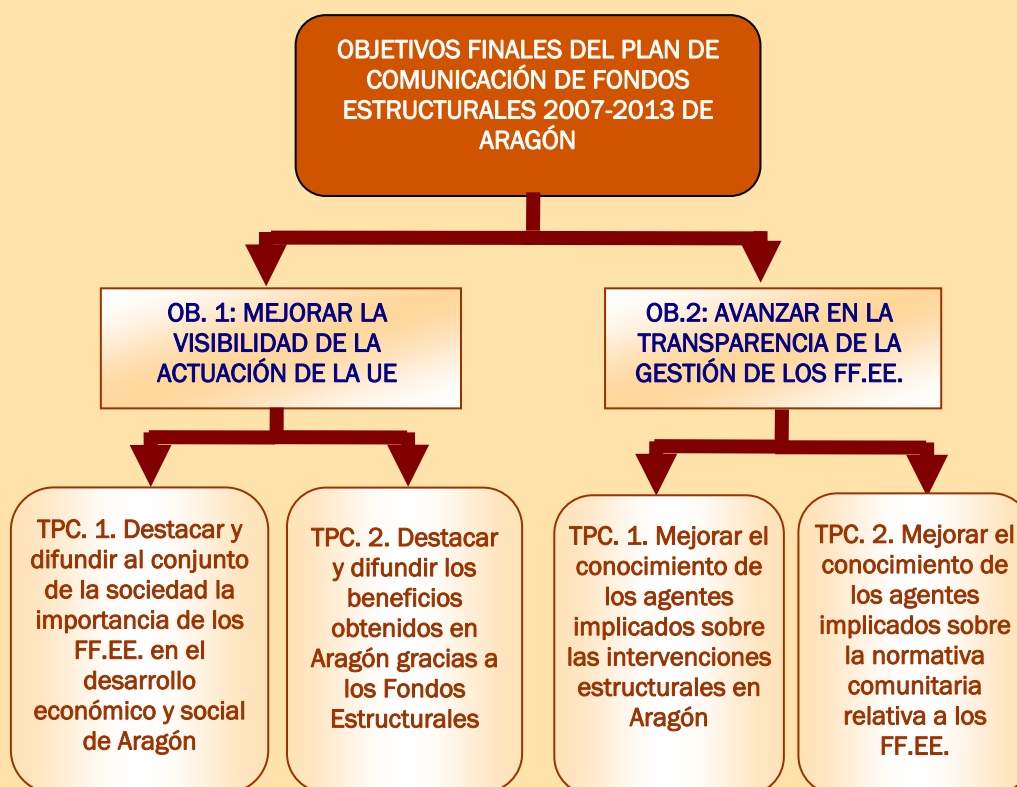 OBJETIVOS FINALES DEL PLAN DE
COMUNICACIÓN DE FONDOS
ESTRUCTURALES 2007-2013 DE
ARAGÓN
OB. 1: MEJORAR LA
VISIBILIDAD DE LA
ACTUACIÓN DE LA UE
OB.2: AVANZAR EN LA
TRANSPARENCIA DE LA
GESTIÓN DE LOS FF.EE.
TPC. 1. Destacar y
difundir al conjunto
de la sociedad la
importancia de los
FF.EE. en el
desarrollo
económico y social
de Aragón
TPC. 2. Destacar
y difundir los
beneficios
obtenidos en
Aragón gracias a
los Fondos
Estructurales
TPC. 1. Mejorar el
conocimiento de
los agentes
implicados sobre
las intervenciones
estructurales en
Aragón
TPC. 2. Mejorar el
conocimiento de
los agentes
implicados sobre
la normativa
comunitaria
relativa a los
FF.EE.